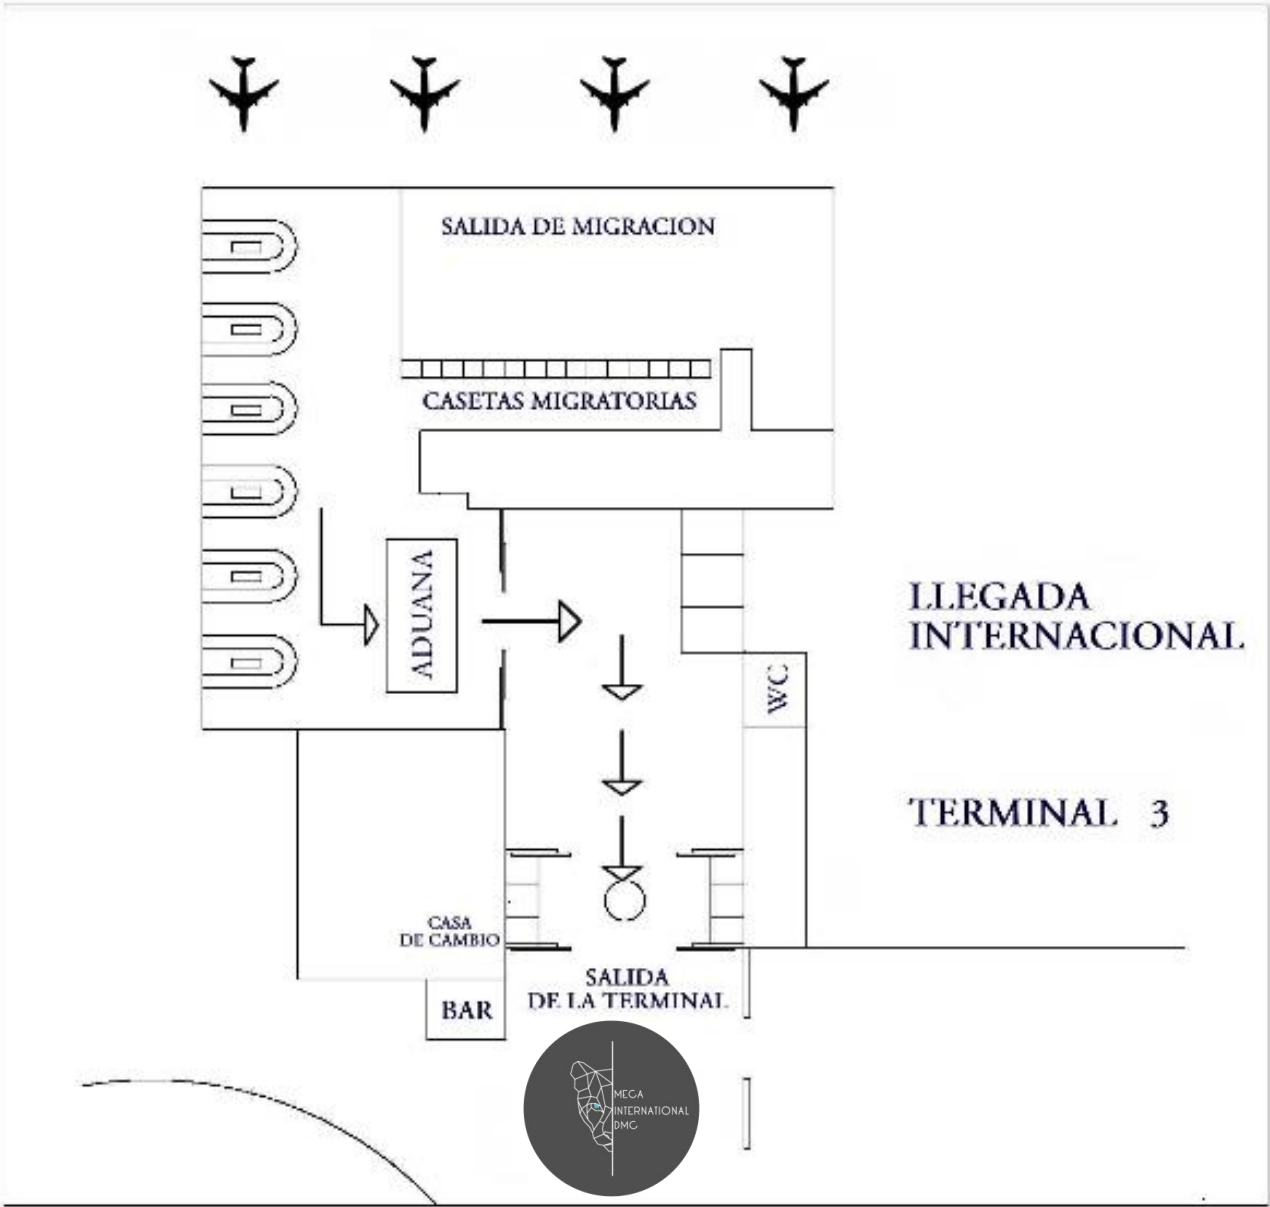 SALIDA DE MIGRACION
CASETAS MIGRATORIAS
ADUANA
LLEGADA
INTERNACIONAL
WC
TERMINAL 3
CASA
DE CAMBIO
SALIDA
DE LA TERMINAL
BAR
MEGA
INTERNATIONAL
DMC